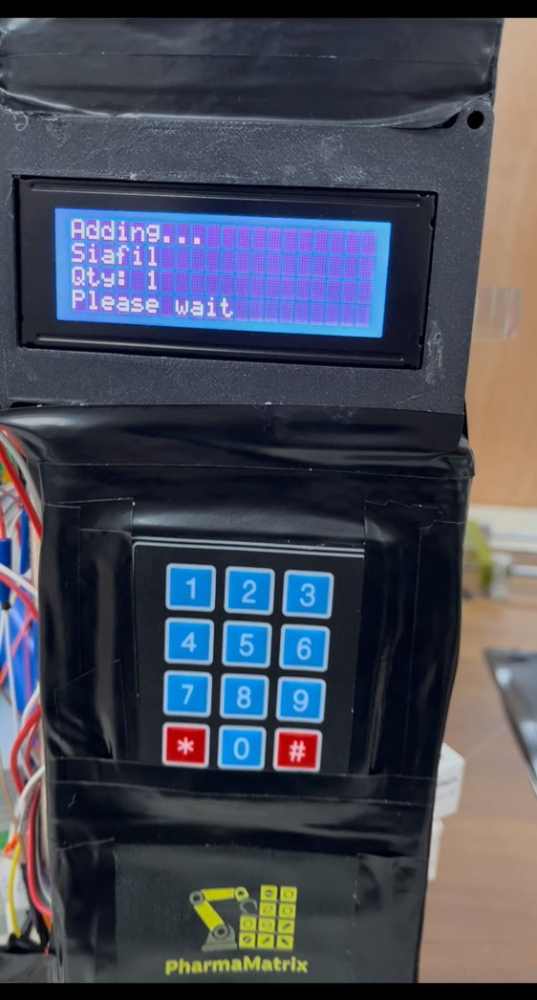 Adding...
Siafil
Qty: 1
Please wait
1 2 3
4 5 6
7 8 9
* 0 #
PharmaMatrix